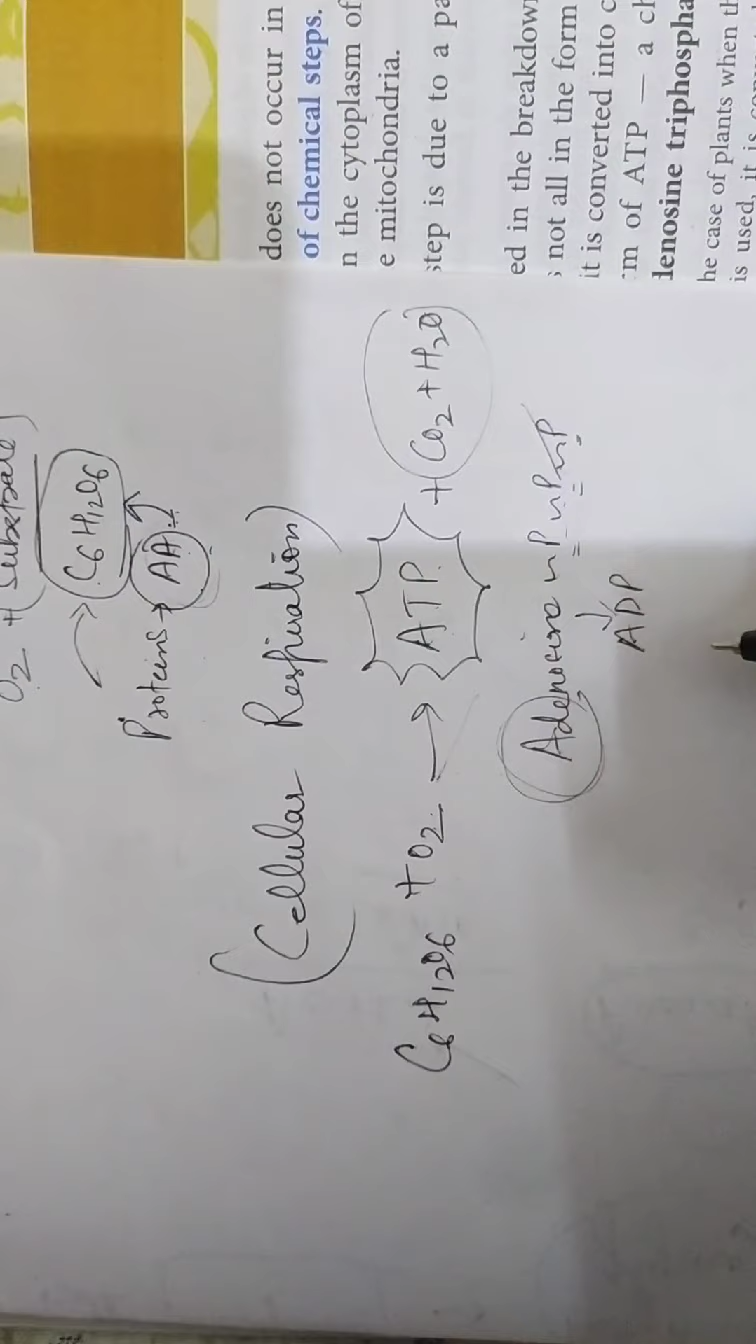 does not occur in
of chemical steps.
n the cytoplasm of
e mitochondria.
step is due to a pa
ed in the breakdow
s not all in the form
it is converted into c
rm of ATP — a ch
denosine triphospha
he case of plants when th
is used, it is
O2 + (Substrate)
C6H12O6
Proteins → AA
(Cellular Respiration)
C6H12O6 + O2 → ATP + CO2 + H2O
Adenosine ~P~P~P
↓
ADP